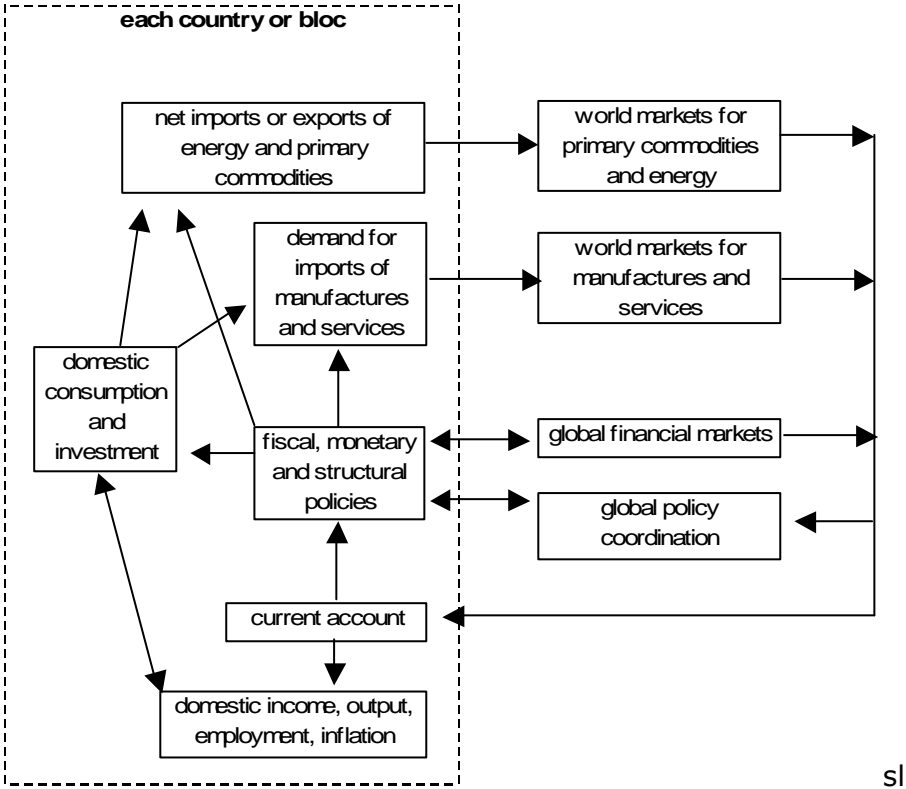 each country or bloc
net imports or exports of
energy and primary
commodities
world markets for
primary commodities
and energy
demand for
imports of
manufactures
and services
world markets for
manufactures and
services
domestic
consumption
and
investment
fiscal, monetary
and structural
policies
global financial markets
global policy
coordination
current account
domestic income, output,
employment, inflation
sl